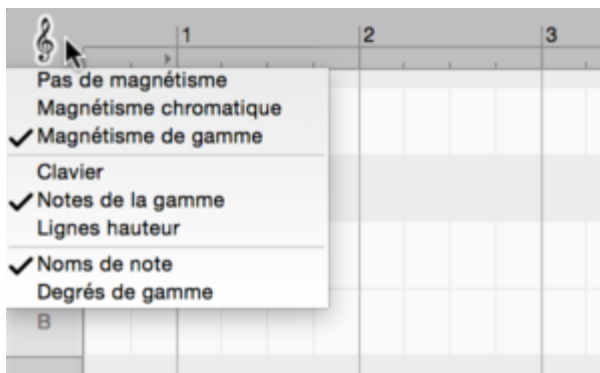 1 2 3
Pas de magnétisme
Magnétisme chromatique
Magnétisme de gamme
Clavier
Notes de la gamme
Lignes hauteur
Noms de note
Degrés de gamme
B